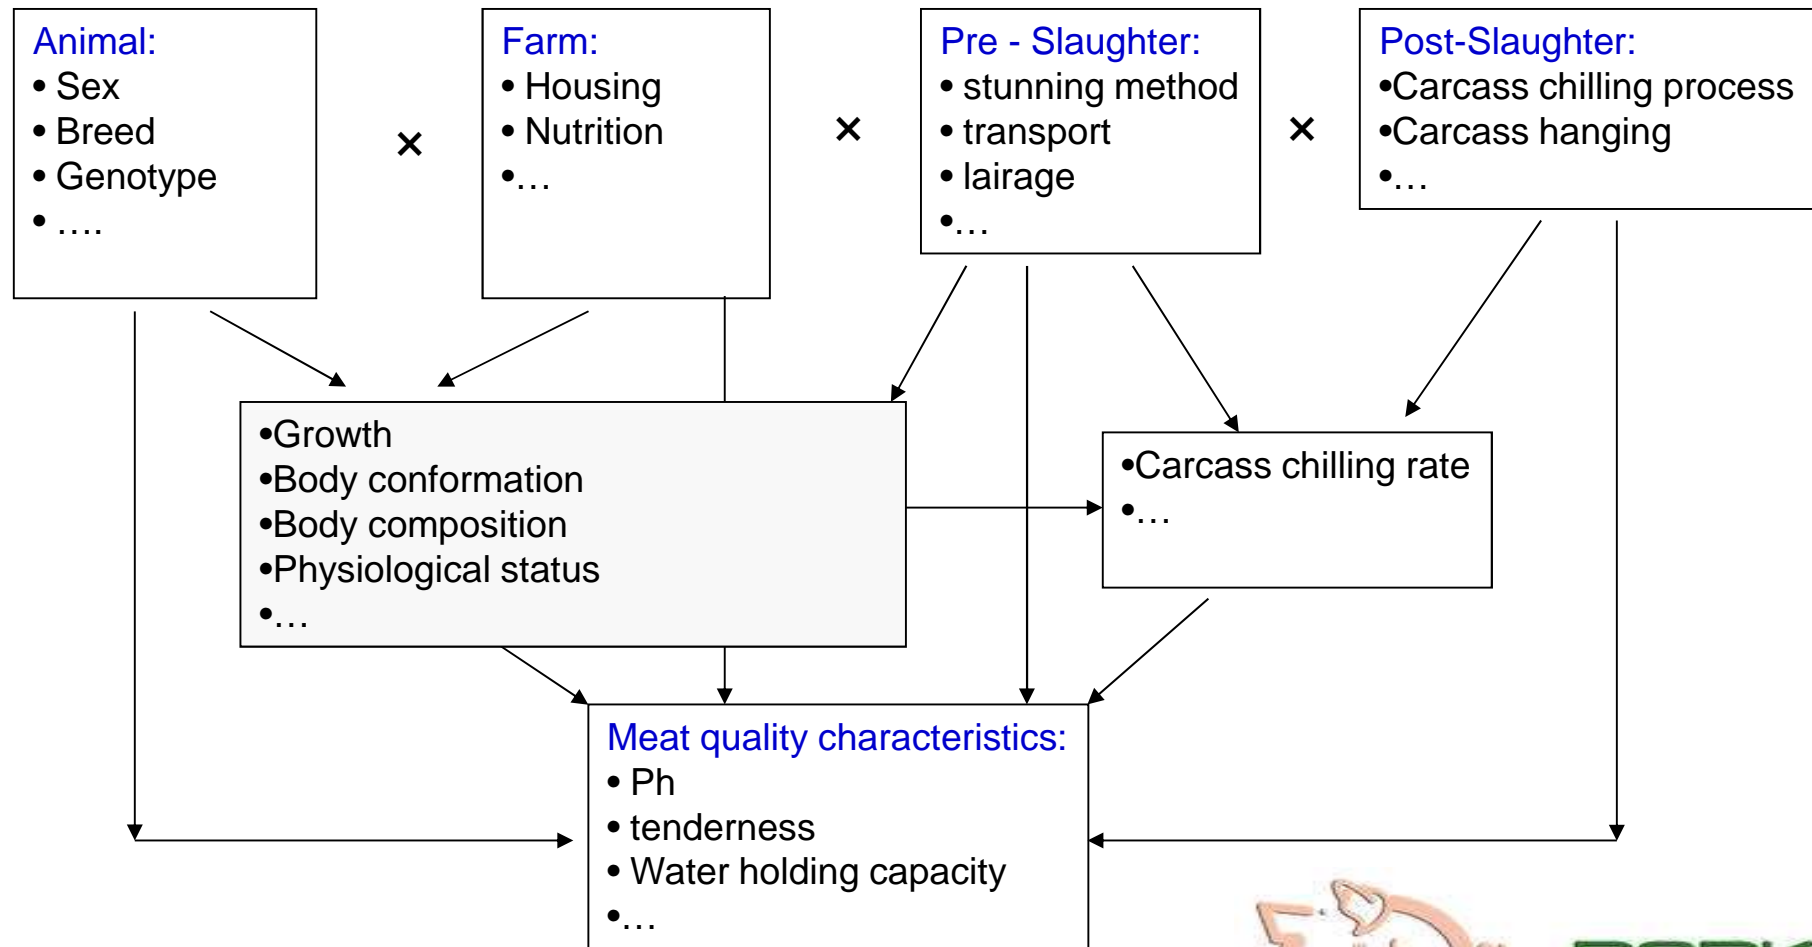 Animal:
• Sex
• Breed
• Genotype
• ....
×
Farm:
• Housing
• Nutrition
•...
×
Pre - Slaughter:
• stunning method
• transport
• lairage
•...
×
Post-Slaughter:
•Carcass chilling process
•Carcass hanging
•...
•Growth
•Body conformation
•Body composition
•Physiological status
•...
•Carcass chilling rate
•...
Meat quality characteristics:
• Ph
• tenderness
• Water holding capacity
•...